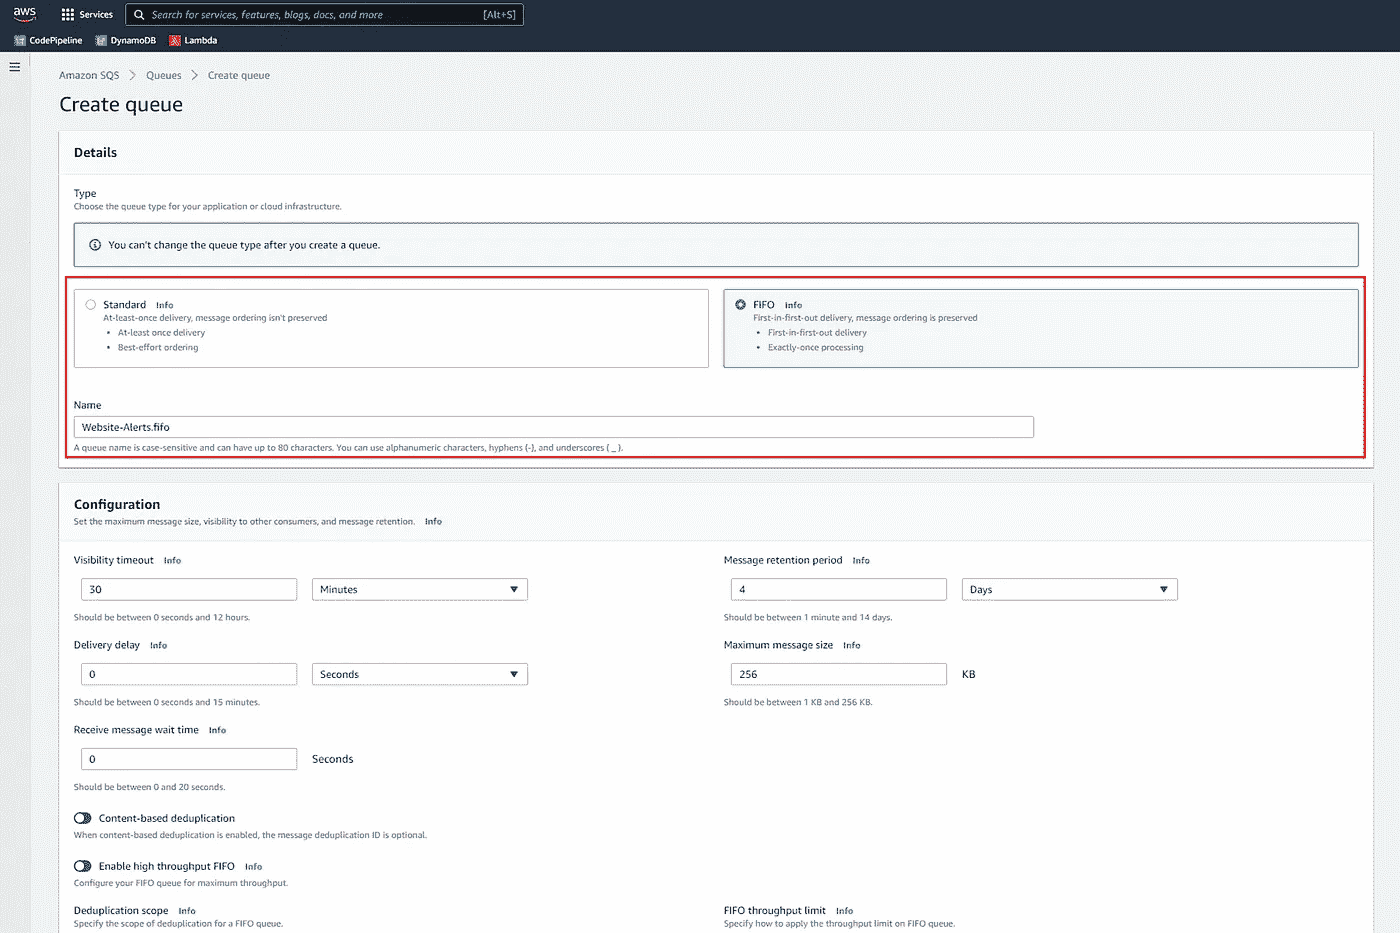 aws
Services
Search for services, features, blogs, docs, and more
[Alt+S]
CodePipeline
DynamoDB
Lambda
Amazon SQS > Queues > Create queue
Create queue
Details
Type
Choose the queue type for your application or cloud infrastructure.
You can't change the queue type after you create a queue.
Standard Info
At-least-once delivery, message ordering isn't preserved
• At-least once delivery
• Best-effort ordering
FIFO Info
First-in-first-out delivery, message ordering is preserved
• First-in-first-out delivery
• Exactly-once processing
Name
Website-Alerts.fifo
A queue name is case-sensitive and can have up to 80 characters. You can use alphanumeric characters, hyphens (-), and underscores ( _ ).
Configuration
Set the maximum message size, visibility to other consumers, and message retention. Info
Visibility timeout Info
30
Minutes
Should be between 0 seconds and 12 hours.
Message retention period Info
4
Days
Should be between 1 minute and 14 days.
Delivery delay Info
0
Seconds
Should be between 0 seconds and 15 minutes.
Maximum message size Info
256
KB
Should be between 1 KB and 256 KB.
Receive message wait time Info
0
Seconds
Should be between 0 and 20 seconds.
Content-based deduplication
When content-based deduplication is enabled, the message deduplication ID is optional.
Enable high throughput FIFO Info
Configure your FIFO queue for maximum throughput.
Deduplication scope Info
Specify the scope of deduplication for a FIFO queue.
FIFO throughput limit Info
Specify how to apply the throughput limit on FIFO queue.